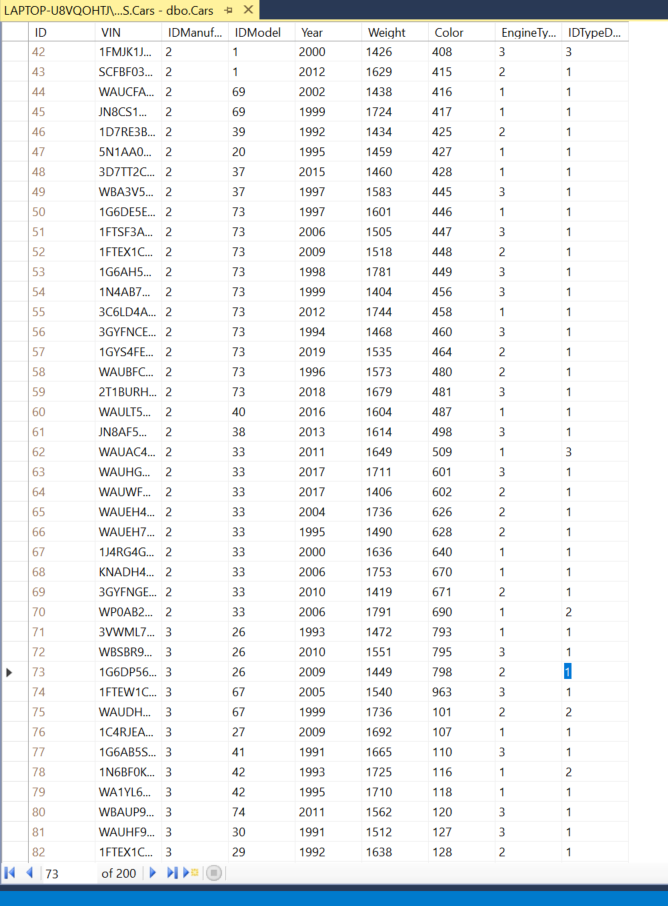 LAPTOP-U8VQOHTJ\...S.Cars - dbo.Cars
ID VIN IDManuf... IDModel Year Weight Color EngineTy... IDTypeD...
42 1FMJK1J... 2 1 2000 1426 408 3 3
43 SCFBF03... 2 1 2012 1629 415 2 1
44 WAUCFA... 2 69 2002 1438 416 1 1
45 JN8CS1... 2 69 1999 1724 417 1 1
46 1D7RE3B... 2 39 1992 1434 425 2 1
47 5N1AA0... 2 20 1995 1459 427 1 1
48 3D7TT2C... 2 37 2015 1460 428 1 1
49 WBA3V5... 2 37 1997 1583 445 3 1
50 1G6DE5E... 2 73 1997 1601 446 1 1
51 1FTSF3A... 2 73 2006 1505 447 3 1
52 1FTEX1C... 2 73 2009 1518 448 2 1
53 1G6AH5... 2 73 1998 1781 449 3 1
54 1N4AB7... 2 73 1999 1404 456 3 1
55 3C6LD4A... 2 73 2012 1744 458 1 1
56 3GYFNCE... 2 73 1994 1468 460 3 1
57 1GYS4FE... 2 73 2019 1535 464 2 1
58 WAUBFC... 2 73 1996 1573 480 2 1
59 2T1BURH... 2 73 2018 1679 481 3 1
60 WAULT5... 2 40 2016 1604 487 1 1
61 JN8AF5... 2 38 2013 1614 498 3 1
62 WAUAC4... 2 33 2011 1649 509 1 3
63 WAUHG... 2 33 2017 1711 601 3 1
64 WAUWF... 2 33 2017 1406 602 2 1
65 WAUEH4... 2 33 2004 1736 626 2 1
66 WAUEH7... 2 33 1995 1490 628 2 1
67 1J4RG4G... 2 33 2000 1636 640 1 1
68 KNADH4... 2 33 2006 1753 670 1 1
69 3GYFNGE... 2 33 2010 1419 671 2 1
70 WP0AB2... 2 33 2006 1791 690 1 2
71 3VWML7... 3 26 1993 1472 793 1 1
72 WBSBR9... 3 26 2010 1551 795 3 1
73 1G6DP56... 3 26 2009 1449 798 2 1
74 1FTEW1C... 3 67 2005 1540 963 3 1
75 WAUDH... 3 67 1999 1736 101 2 2
76 1C4RJEA... 3 27 2009 1692 107 1 1
77 1G6AB5S... 3 41 1991 1665 110 3 1
78 1N6BF0K... 3 42 1993 1725 116 1 2
79 WA1YL6... 3 42 1995 1710 118 1 1
80 WBAUP9... 3 74 2011 1562 120 3 1
81 WAUHF9... 3 30 1991 1512 127 3 1
82 1FTEX1C... 3 29 1992 1638 128 2 1
73 of 200